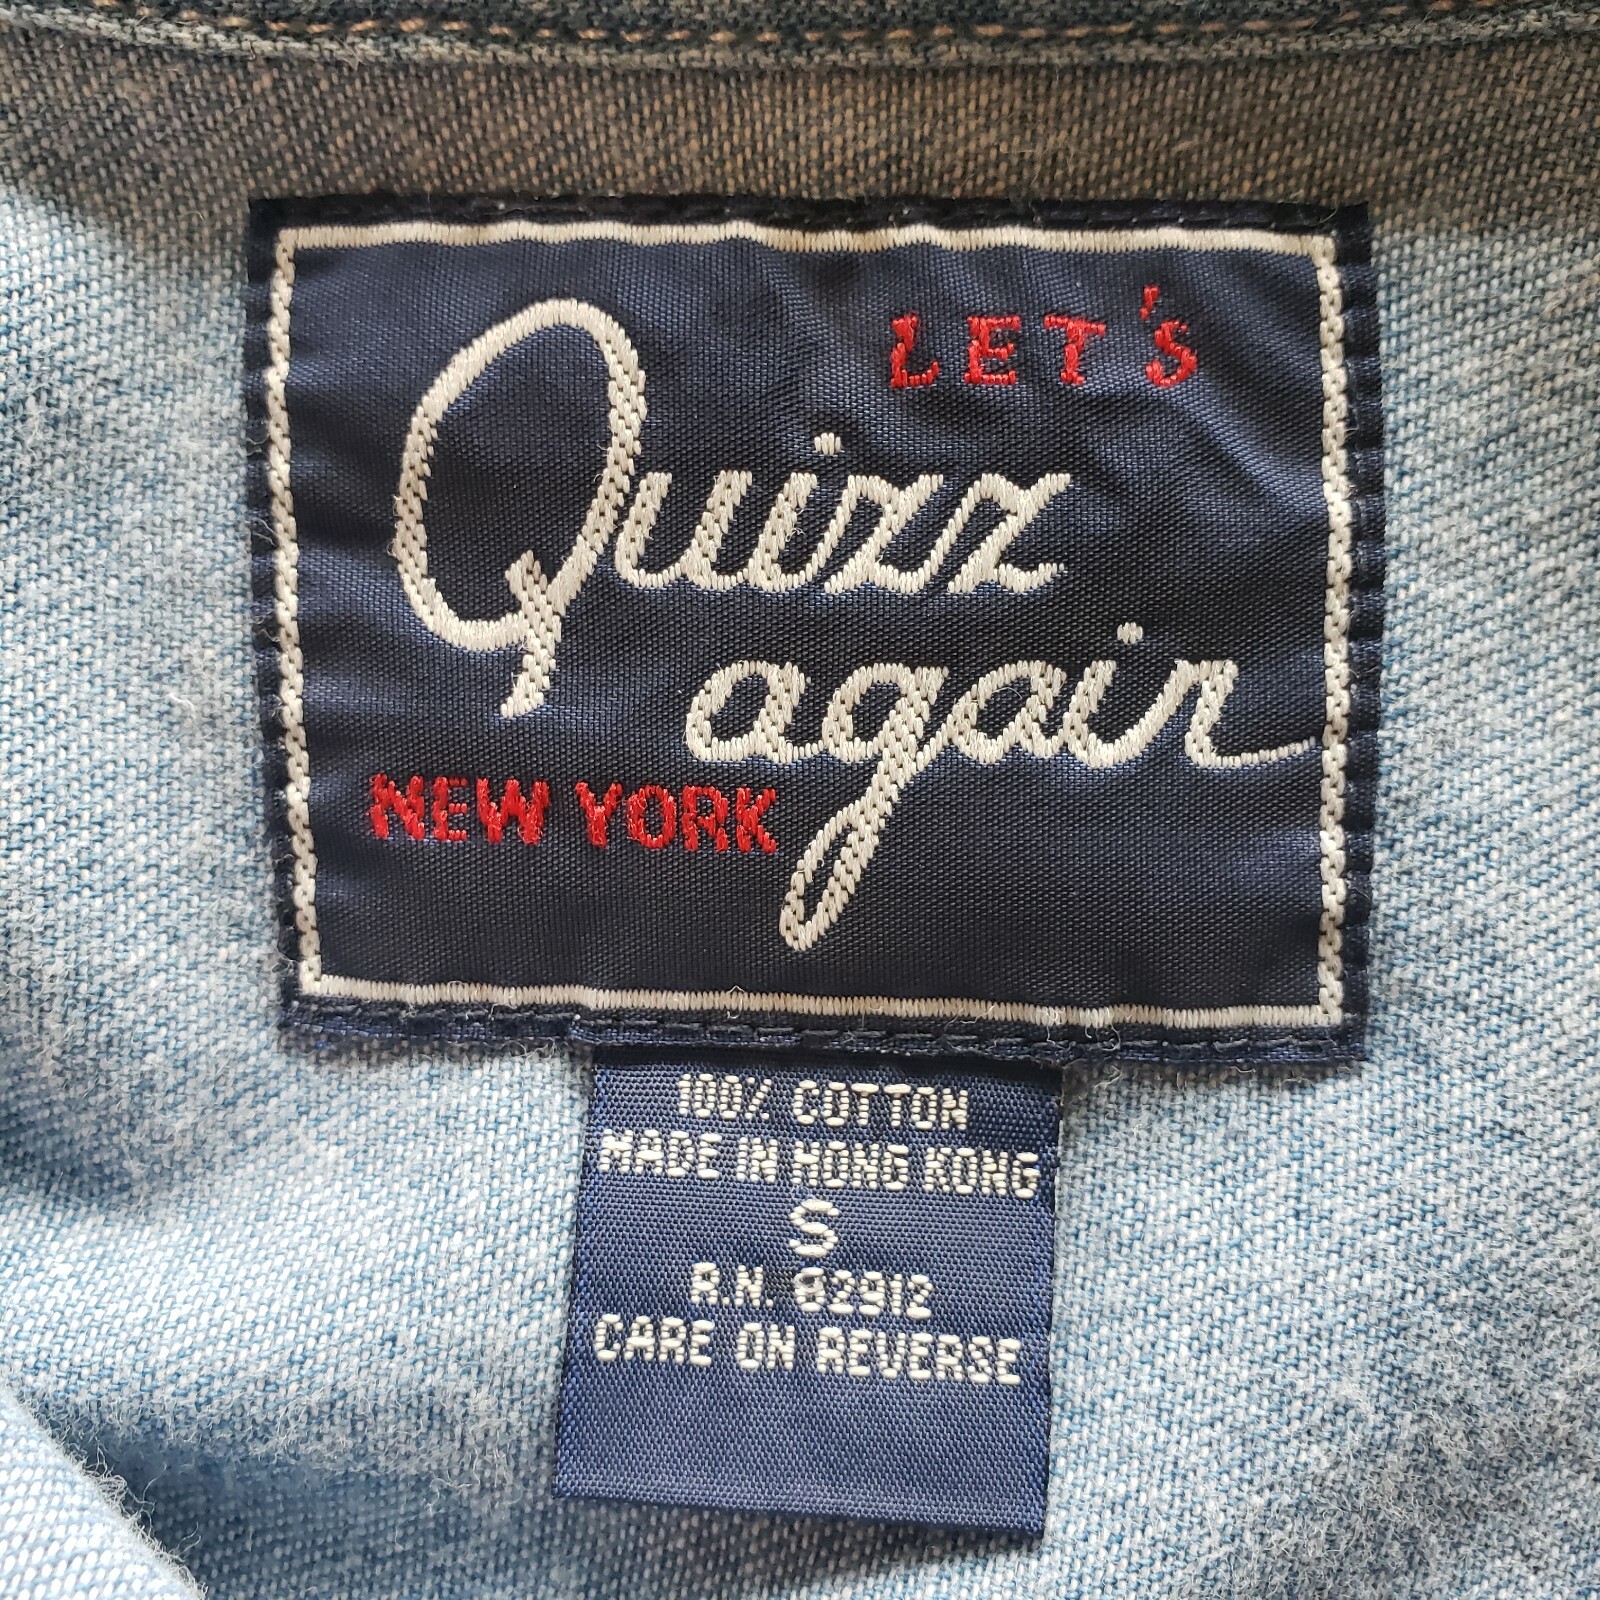 LET'S
Quizz
again
NEW YORK
100% COTTON
MADE IN HONG KONG
S
R.N. 82912
CARE ON REVERSE